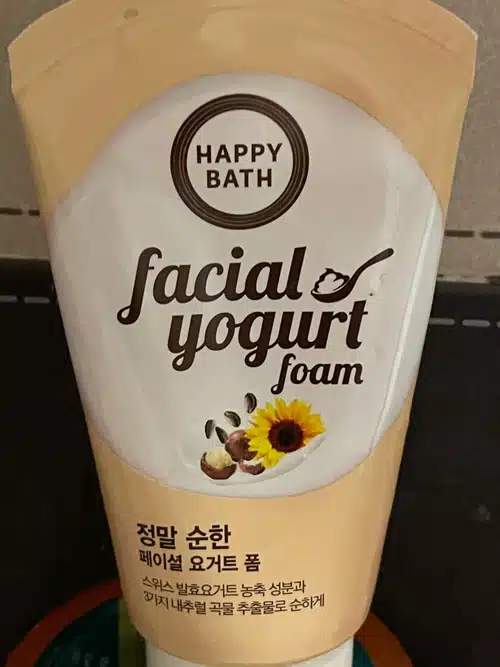 HAPPY
BATH
facial
yogurt
foam
정말 순한
페이셜 요거트 폼
스위스 발효요거트 농축 성분과
3가지 내추럴 곡물 추출물로 순하게